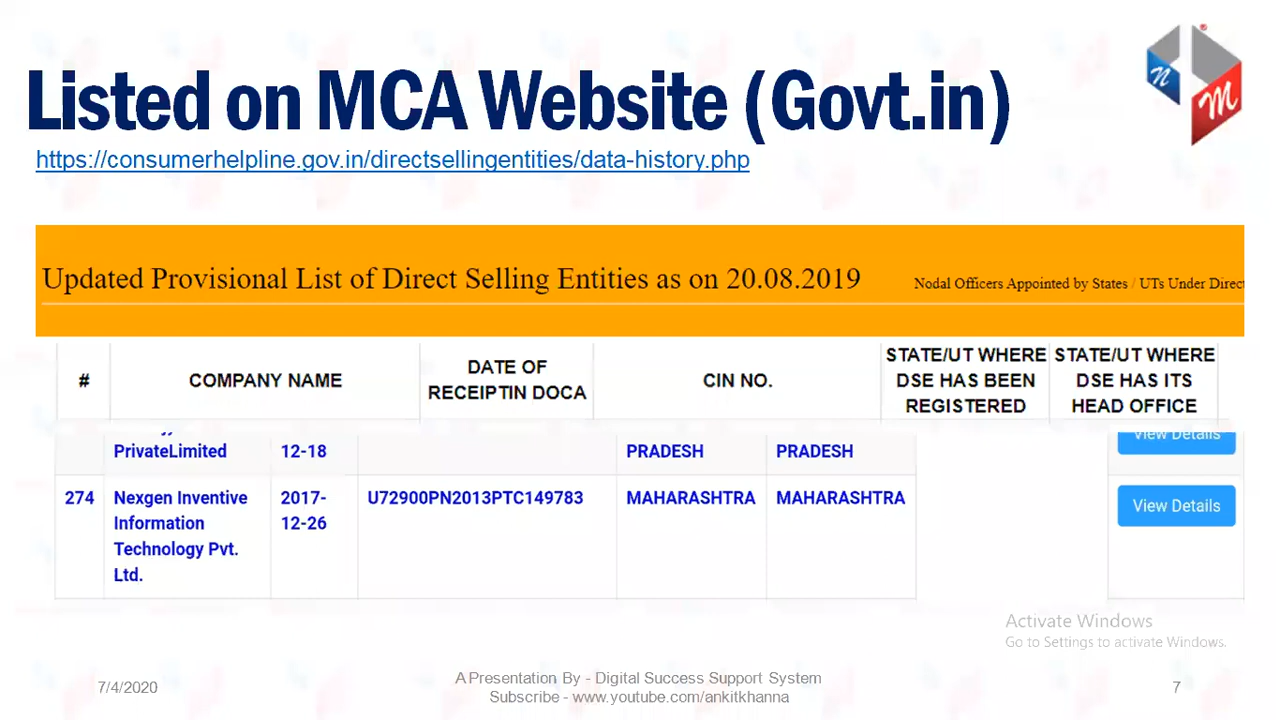 Listed on MCA Website (Govt.in)
n
M
https://consumerhelpline.gov.in/directsellingentities/data-history.php
Updated Provisional List of Direct Selling Entities as on 20.08.2019
Nodal Officers Appointed by States / UTs Under Direct
#
COMPANY NAME
DATE OF
RECEIPTIN DOCA
CIN NO.
STATE/UT WHERE
DSE HAS BEEN
REGISTERED
STATE/UT WHERE
DSE HAS ITS
HEAD OFFICE
PrivateLimited
12-18
PRADESH
PRADESH
View Details
274
Nexgen Inventive
Information
Technology Pvt.
Ltd.
2017-
12-26
U72900PN2013PTC149783
MAHARASHTRA
MAHARASHTRA
View Details
Activate Windows
Go to Settings to activate Windows.
7/4/2020
A Presentation By - Digital Success Support System
Subscribe - www.youtube.com/ankitkhanna
7